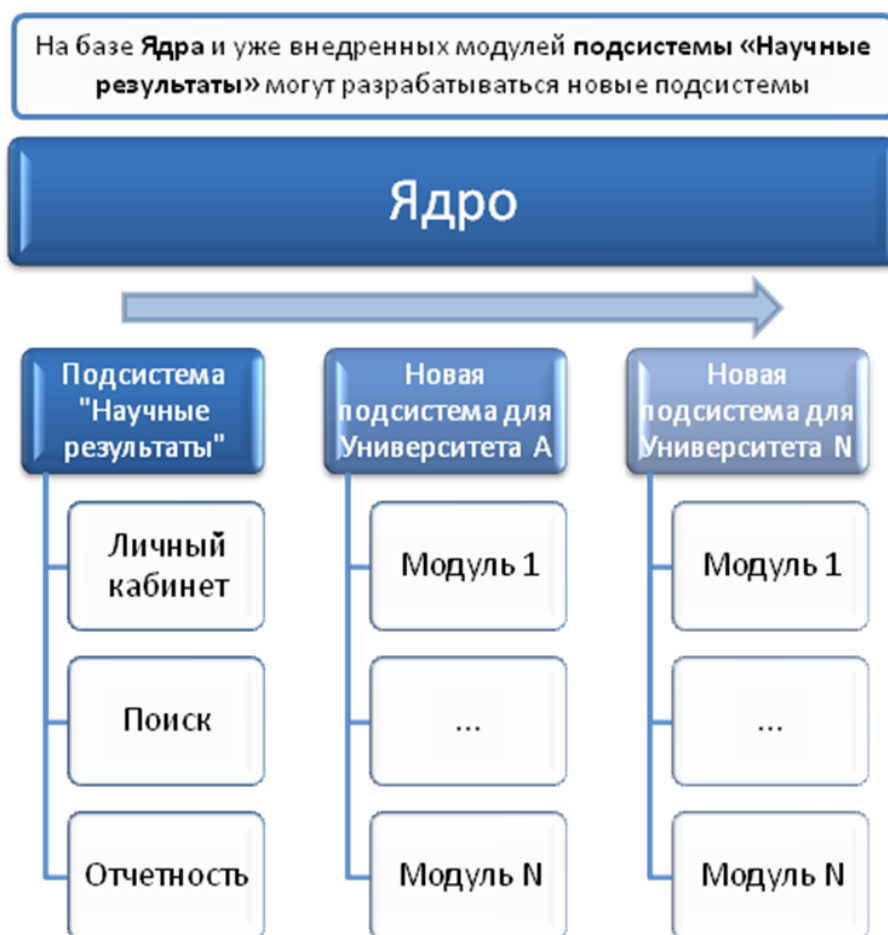 На базе Ядра и уже внедренных модулей подсистемы «Научные
результаты» могут разрабатываться новые подсистемы
Ядро
Подсистема
"Научные
результаты"
Личный
кабинет
Поиск
Отчетность
Новая
подсистема для
Университета А
Модуль 1
...
Модуль N
Новая
подсистема для
Университета N
Модуль 1
...
Модуль N